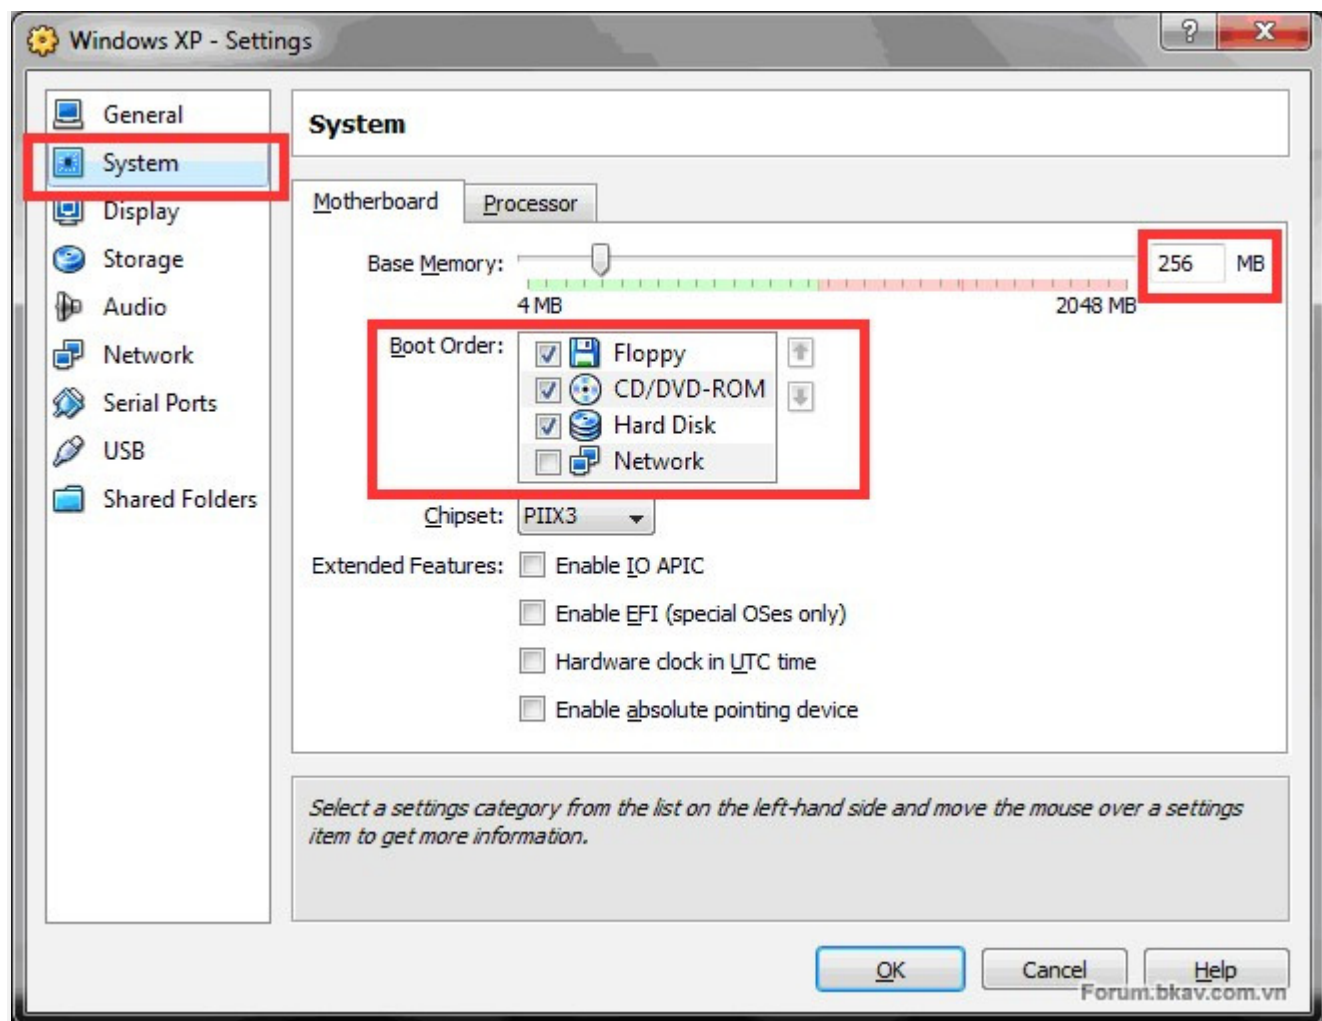 Windows XP - Settings
General
System
Display
Storage
Audio
Network
Serial Ports
USB
Shared Folders
System
Motherboard Processor
Base Memory: 256 MB
4 MB 2048 MB
Boot Order: Floppy
CD/DVD-ROM
Hard Disk
Network
Chipset: PIIX3
Extended Features: Enable IO APIC
Enable EFI (special OSes only)
Hardware clock in UTC time
Enable absolute pointing device
Select a settings category from the list on the left-hand side and move the mouse over a settings
item to get more information.
OK Cancel Help
Forum.bkav.com.vn